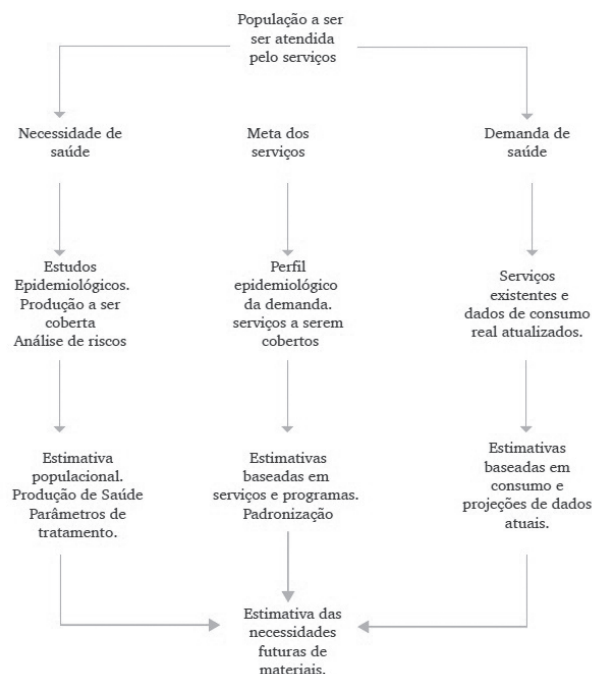 População a ser
ser atendida
pelo serviços
Necessidade de
saúde
Meta dos
serviços
Demanda de
saúde
Estudos
Epidemiológicos.
Produção a ser
coberta
Análise de riscos
Perfil
epidemiológico
da demanda.
serviços a serem
cobertos
Serviços
existentes e
dados de consumo
real atualizados.
Estimativa
populacional.
Produção de Saúde
Parâmetros de
tratamento.
Estimativas
baseadas em
serviços e programas.
Padronização
Estimativas
baseadas em
consumo e
projeções de dados
atuais.
Estimativa das
necessidades
futuras de
materiais.